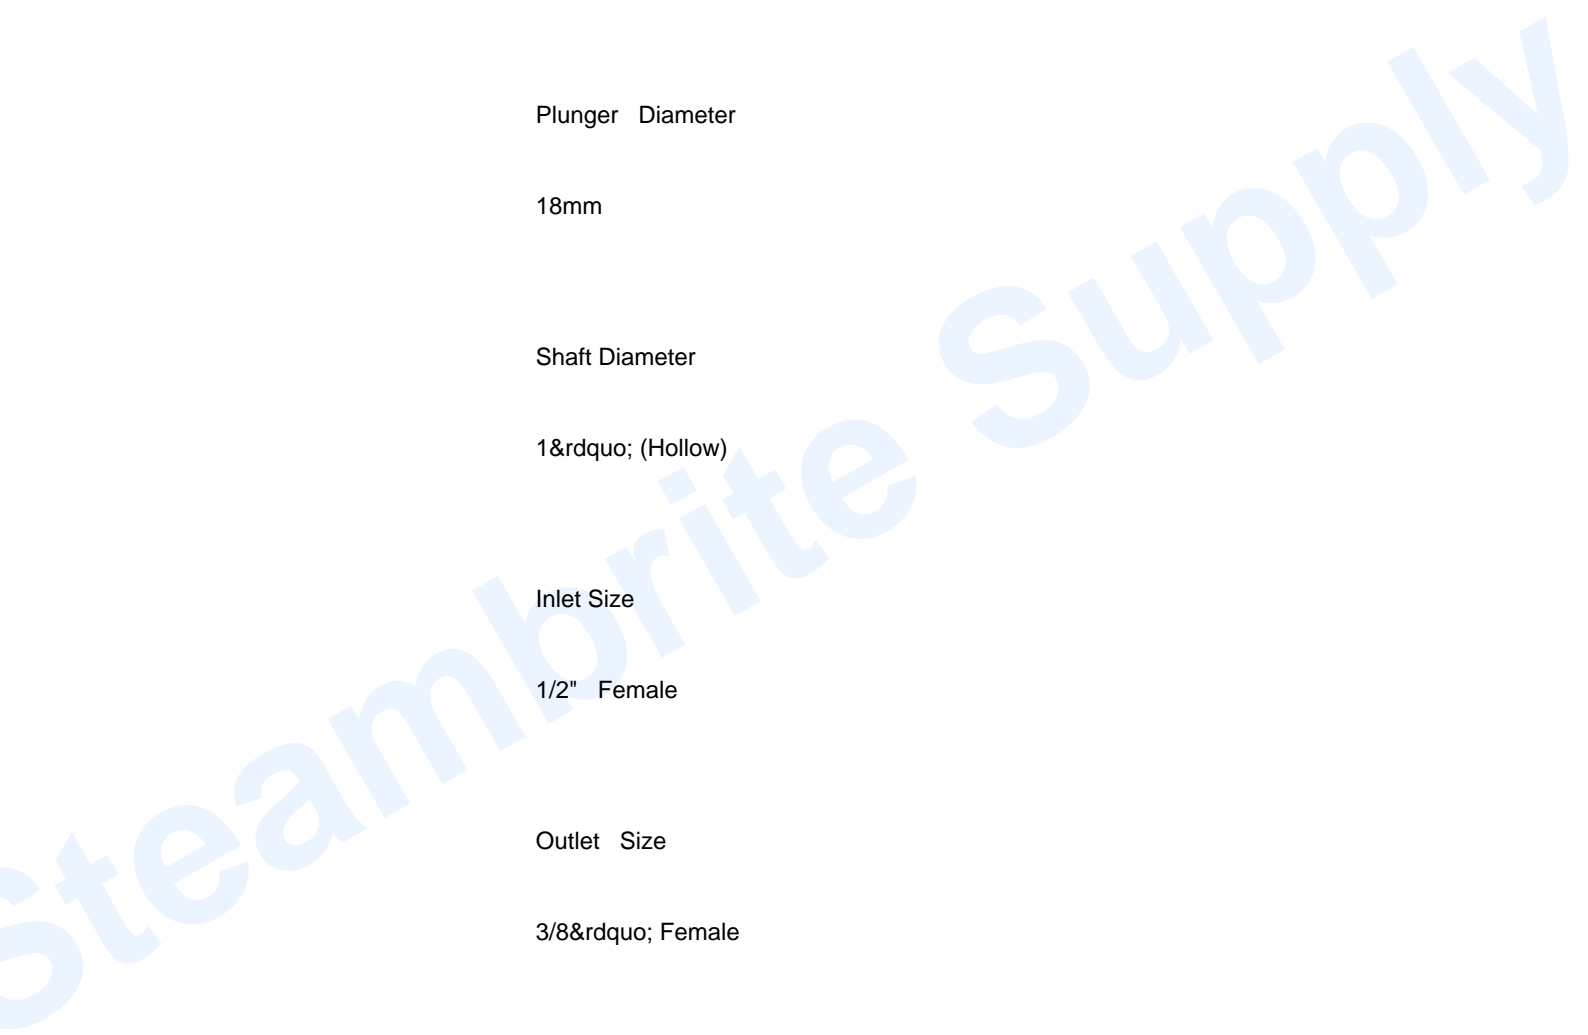 Plunger   Diameter
18mm
Shaft Diameter
1&rdquo; (Hollow)
Inlet Size
1/2"   Female
Outlet   Size
3/8&rdquo; Female
Steambrite Supply